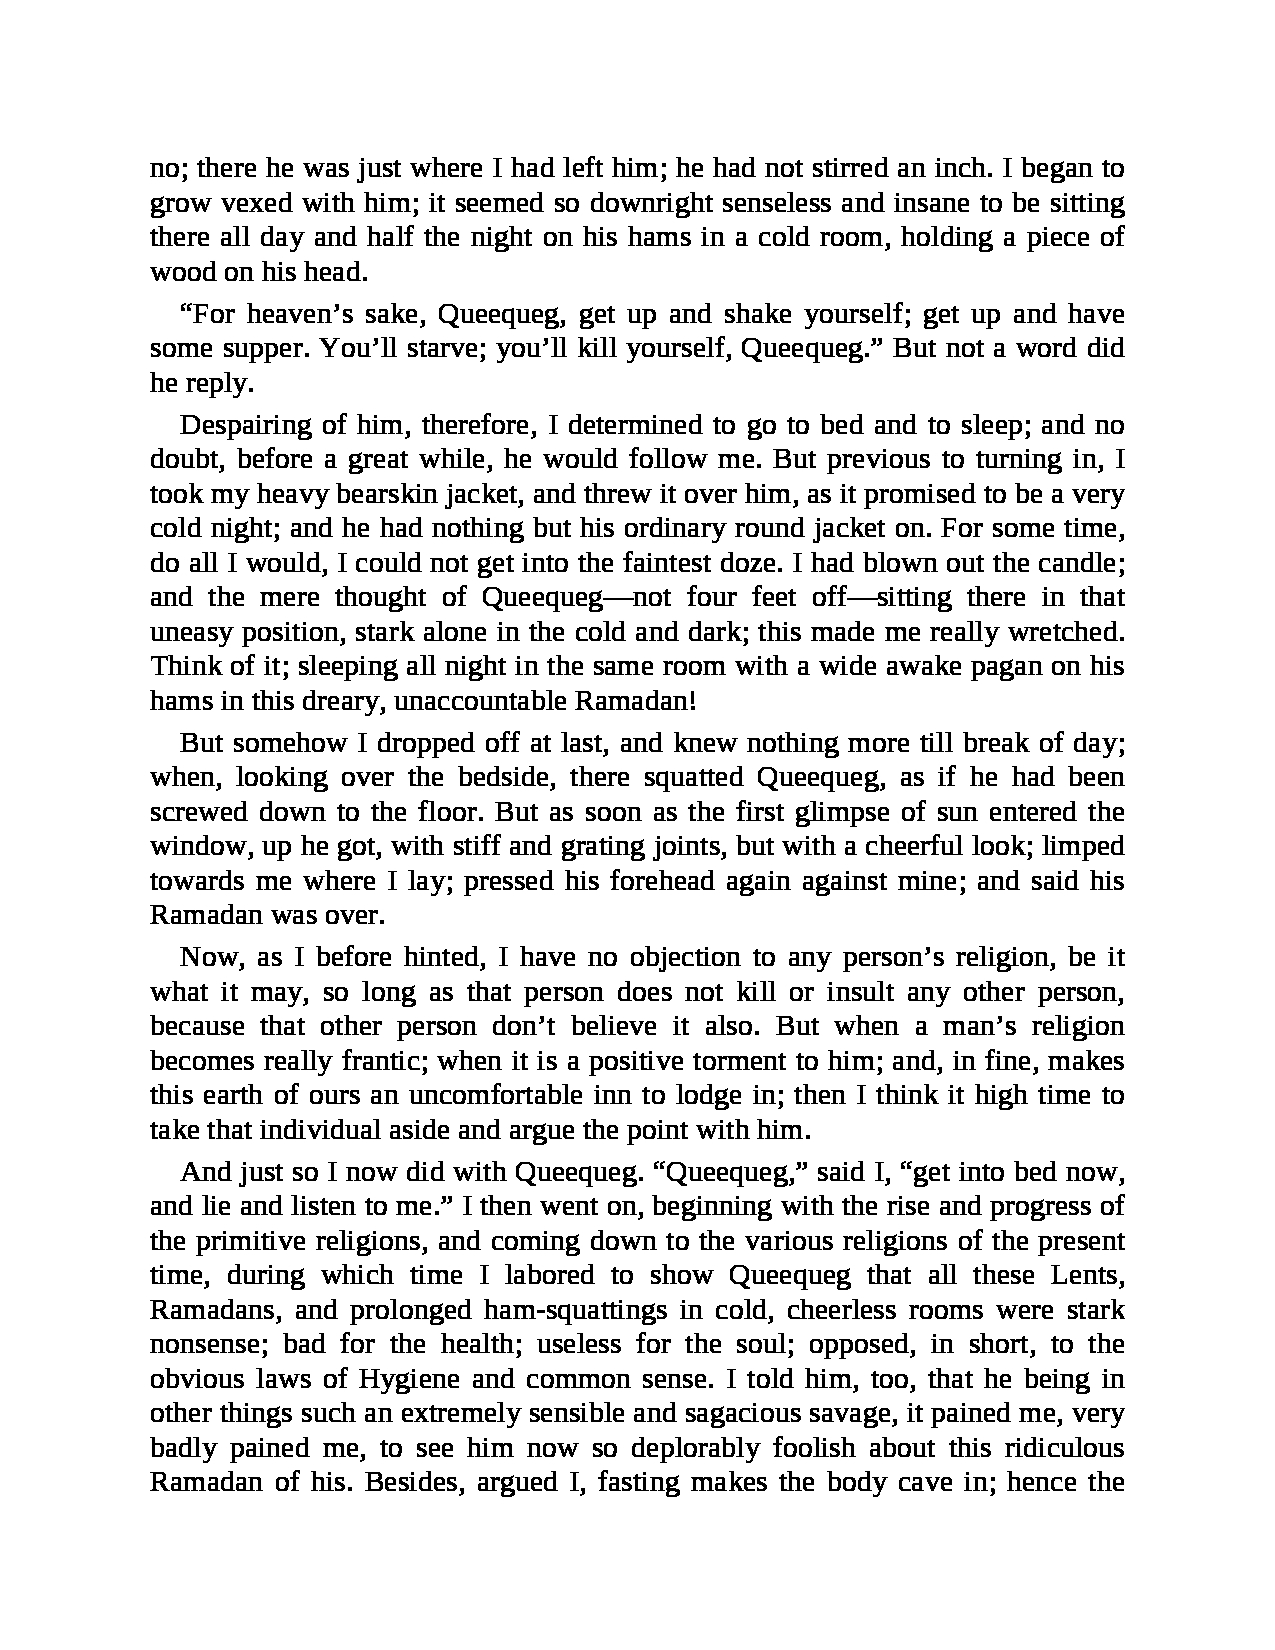 no; there he was just where I had left him; he had not stirred an inch. I began to
grow vexed with him; it seemed so downright senseless and insane to be sitting
there all day and half the night on his hams in a cold room, holding a piece of
wood on his head.
“For heaven’s sake, Queequeg, get up and shake yourself; get up and have
some supper. You’ll starve; you’ll kill yourself, Queequeg.” But not a word did
he reply.
Despairing of him, therefore, I determined to go to bed and to sleep; and no
doubt, before a great while, he would follow me. But previous to turning in, I
took my heavy bearskin jacket, and threw it over him, as it promised to be a very
cold night; and he had nothing but his ordinary round jacket on. For some time,
do all I would, I could not get into the faintest doze. I had blown out the candle;
and the mere thought of Queequeg—not four feet off—sitting there in that
uneasy position, stark alone in the cold and dark; this made me really wretched.
Think of it; sleeping all night in the same room with a wide awake pagan on his
hams in this dreary, unaccountable Ramadan!
But somehow I dropped off at last, and knew nothing more till break of day;
when, looking over the bedside, there squatted Queequeg, as if he had been
screwed down to the floor. But as soon as the first glimpse of sun entered the
window, up he got, with stiff and grating joints, but with a cheerful look; limped
towards me where I lay; pressed his forehead again against mine; and said his
Ramadan was over.
Now, as I before hinted, I have no objection to any person’s religion, be it
what it may, so long as that person does not kill or insult any other person,
because that other person don’t believe it also. But when a man’s religion
becomes really frantic; when it is a positive torment to him; and, in fine, makes
this earth of ours an uncomfortable inn to lodge in; then I think it high time to
take that individual aside and argue the point with him.
And just so I now did with Queequeg. “Queequeg,” said I, “get into bed now,
and lie and listen to me.” I then went on, beginning with the rise and progress of
the primitive religions, and coming down to the various religions of the present
time, during which time I labored to show Queequeg that all these Lents,
Ramadans, and prolonged ham-squattings in cold, cheerless rooms were stark
nonsense; bad for the health; useless for the soul; opposed, in short, to the
obvious laws of Hygiene and common sense. I told him, too, that he being in
other things such an extremely sensible and sagacious savage, it pained me, very
badly pained me, to see him now so deplorably foolish about this ridiculous
Ramadan of his. Besides, argued I, fasting makes the body cave in; hence the